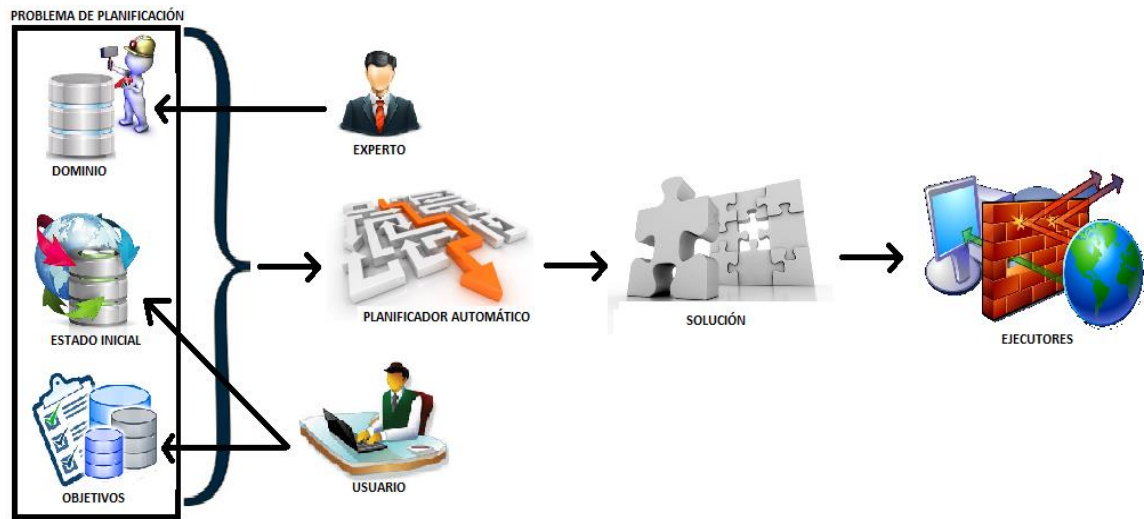 PROBLEMA DE PLANIFICACIÓN
DOMINIO
EXPERTO
ESTADO INICIAL
PLANIFICADOR AUTOMÁTICO
SOLUCIÓN
EJECUTORES
OBJETIVOS
USUARIO